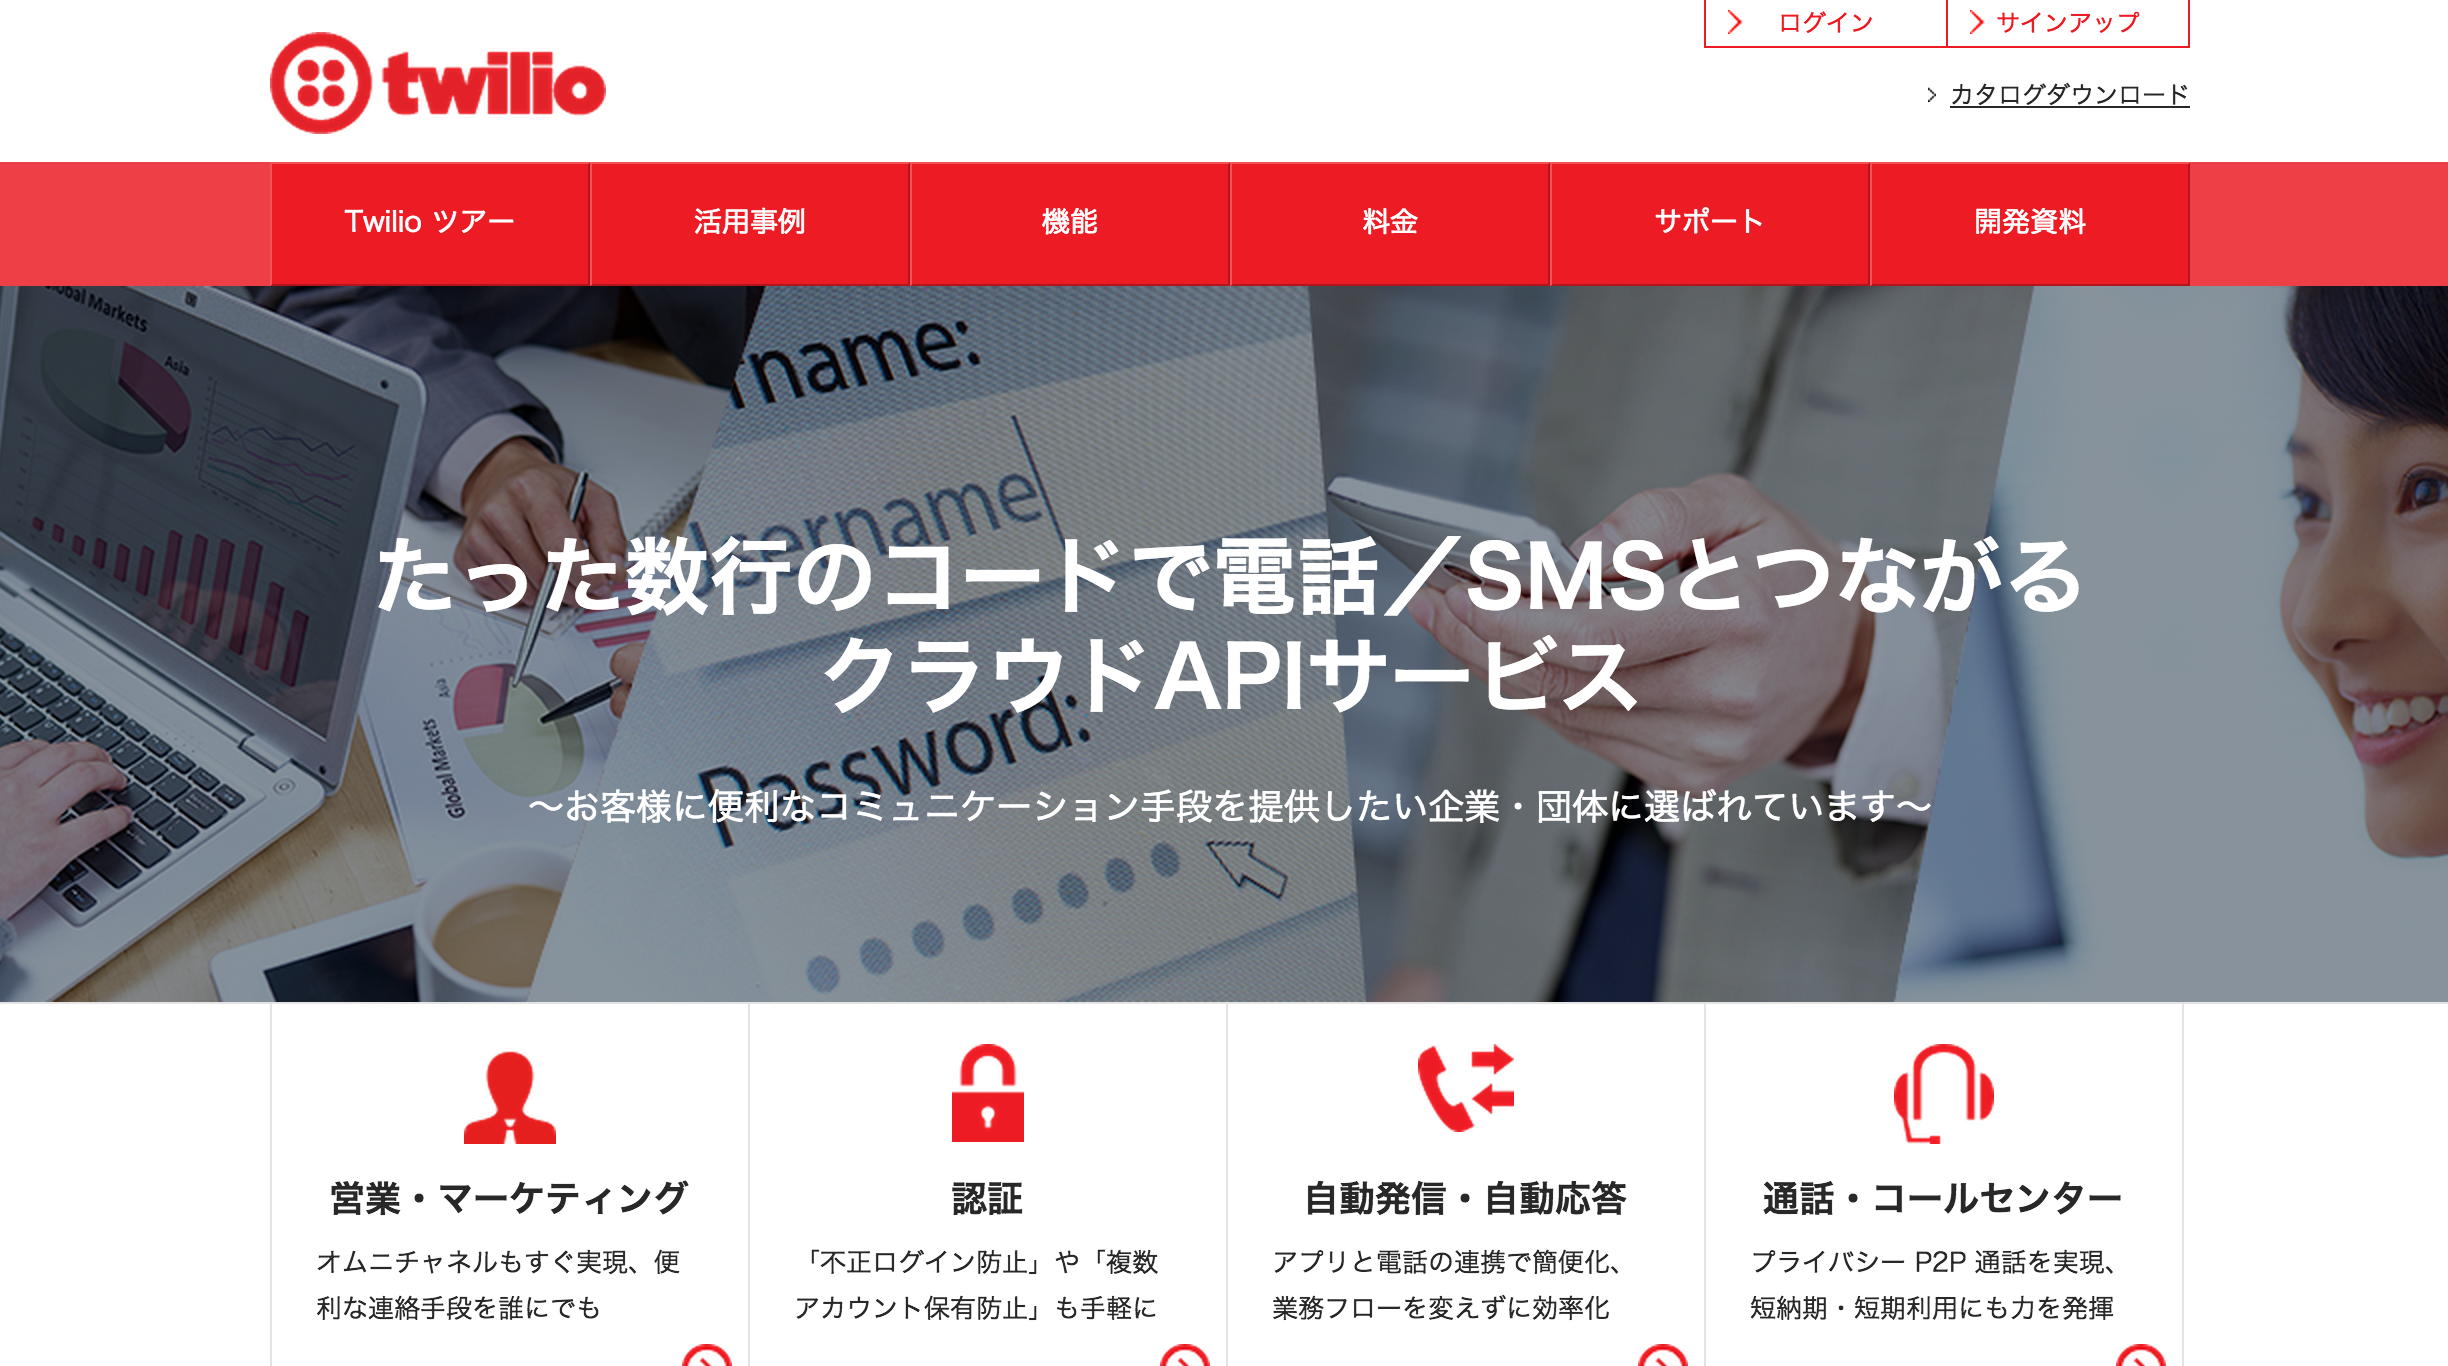 twilio
ログイン
サインアップ
カタログダウンロード
Twilio ツアー
活用事例
機能
料金
サポート
開発資料
Global Markets
Asia
rname:
username
Password:
Asia
Global Markets
たった数行のコードで電話／SMSとつながる
クラウドAPIサービス
～お客様に便利なコミュニケーション手段を提供したい企業・団体に選ばれています～
営業・マーケティング
オムニチャネルもすぐ実現、便
利な連絡手段を誰にでも
認証
「不正ログイン防止」や「複数
アカウント保有防止」も手軽に
自動発信・自動応答
アプリと電話の連携で簡便化、
業務フローを変えずに効率化
通話・コールセンター
プライバシー P2P 通話を実現、
短納期・短期利用にも力を発揮